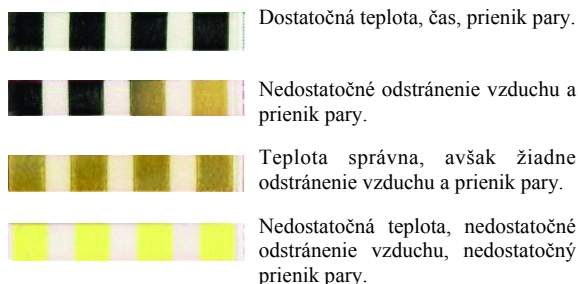 Dostatočná teplota, čas, prienik pary.
Nedostatočné odstránenie vzduchu a
prienik pary.
Teplota správna, avšak žiadne
odstránenie vzduchu a prienik pary.
Nedostatočná teplota, nedostatočné
odstránenie vzduchu, nedostatočný
prienik pary.